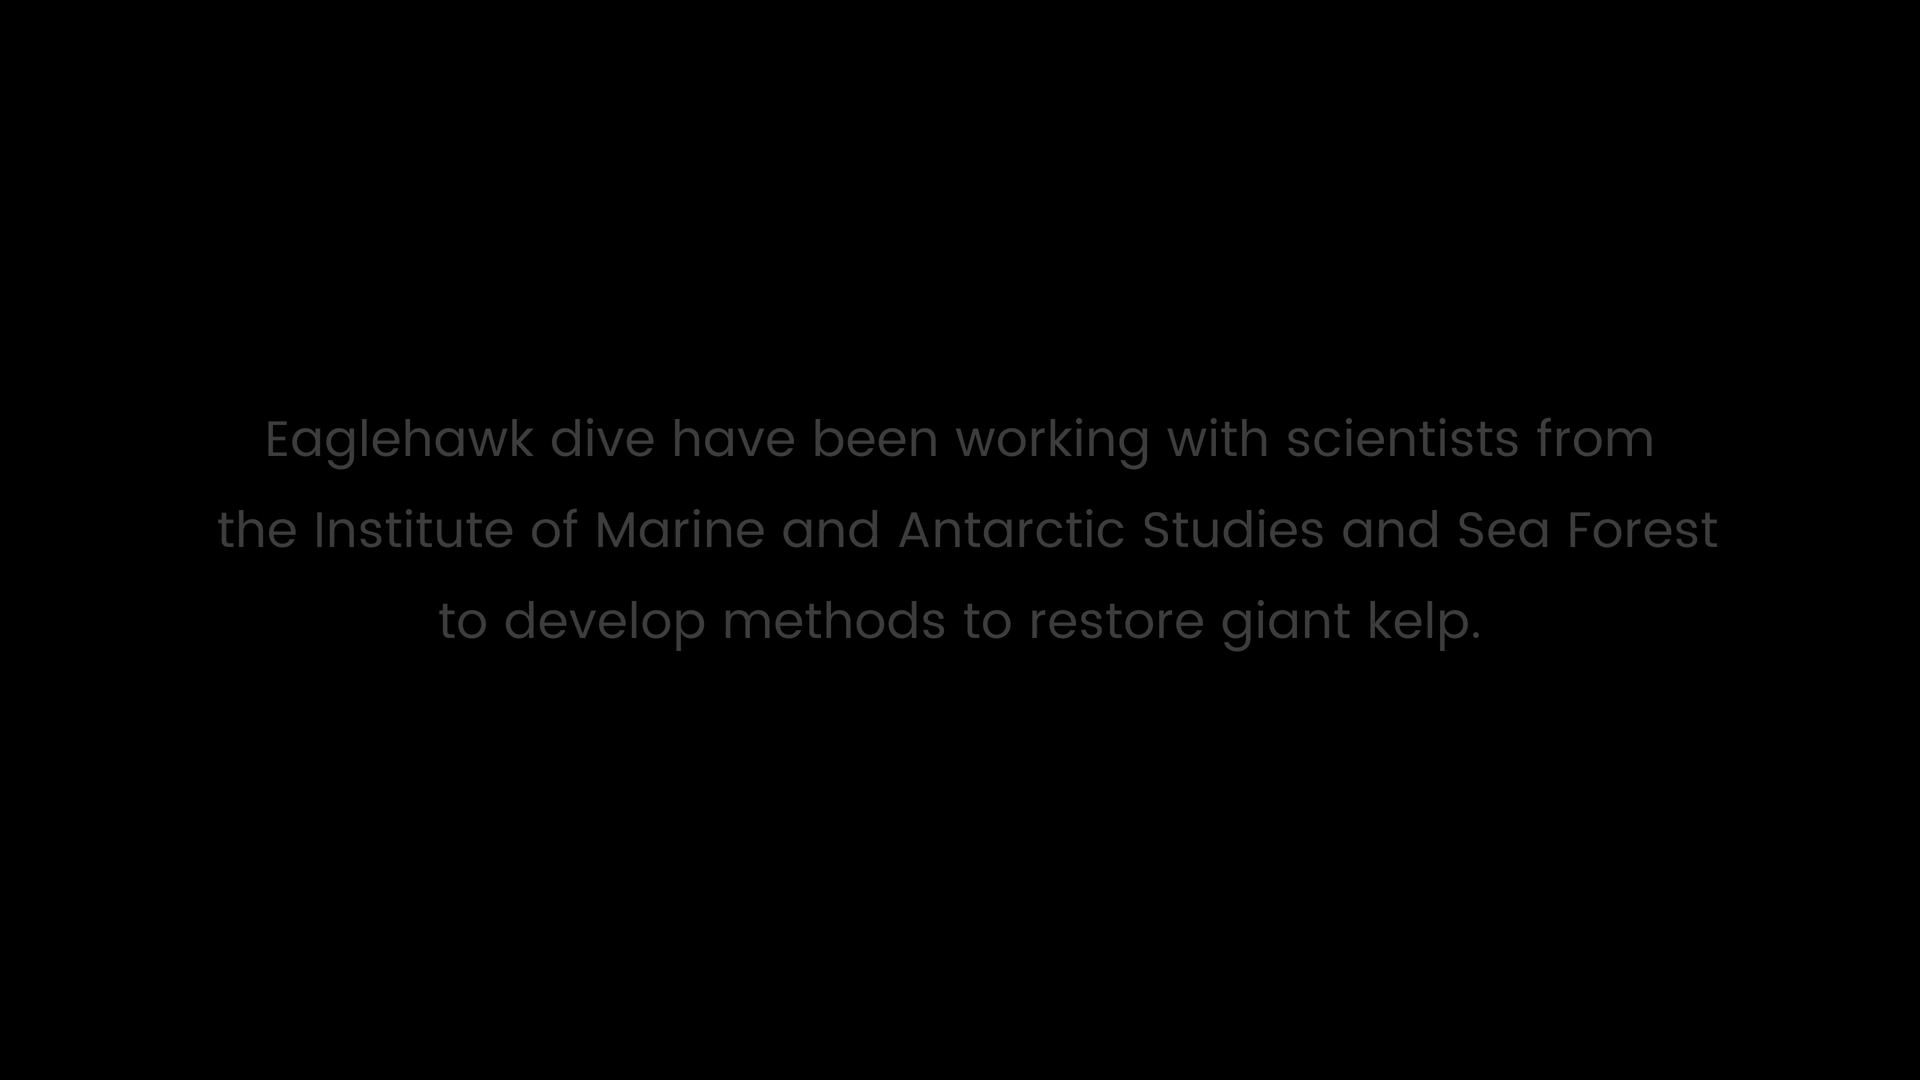 Eaglehawk dive have been working with scientists from
the Institute of Marine and Antarctic Studies and Sea Forest
to develop methods to restore giant kelp.